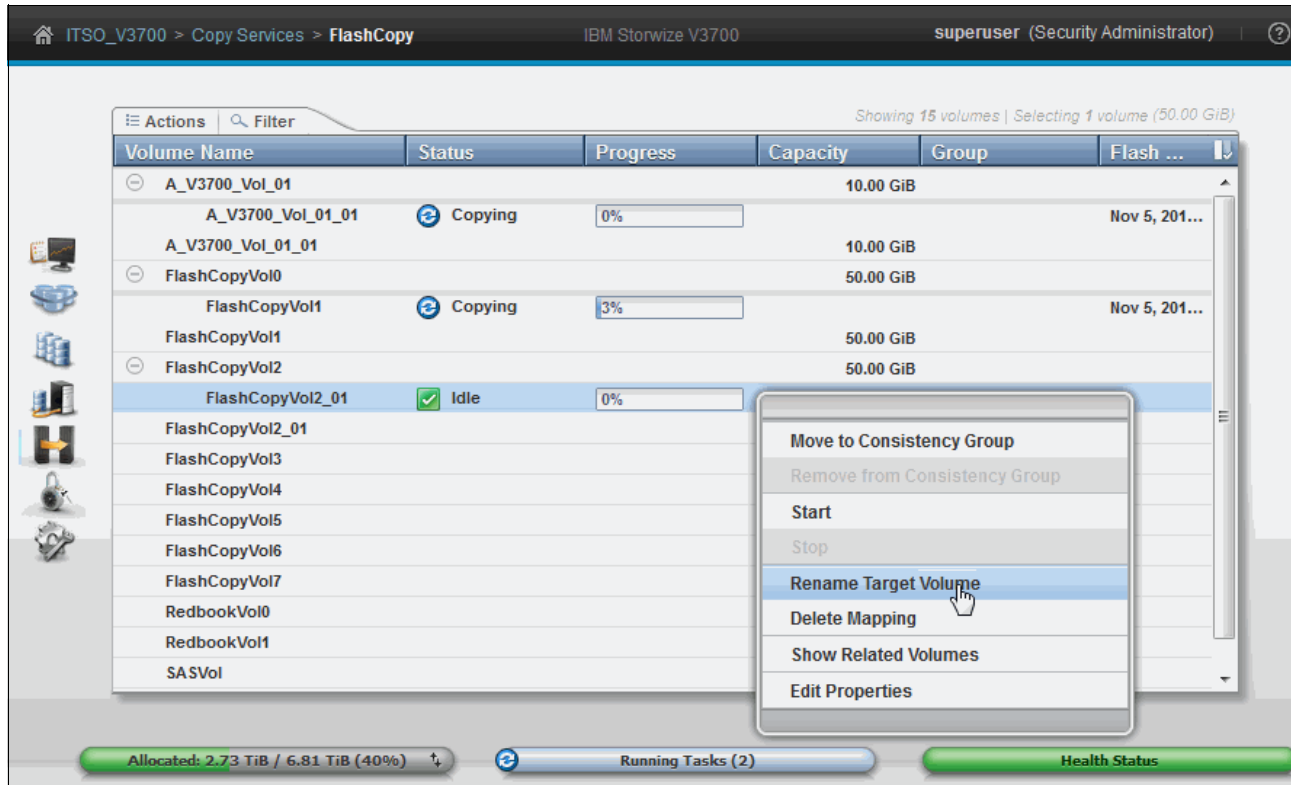 ITSO_V3700 > Copy Services > FlashCopy IBM Storwize V3700 superuser (Security Administrator) ?
Actions Filter Showing 15 volumes | Selecting 1 volume (50.00 GiB)
Volume Name Status Progress Capacity Group Flash ...
A_V3700_Vol_01 10.00 GiB
A_V3700_Vol_01_01 Copying 0% Nov 5, 201...
A_V3700_Vol_01_01 10.00 GiB
FlashCopyVol0 50.00 GiB
FlashCopyVol1 Copying 3% Nov 5, 201...
FlashCopyVol1 50.00 GiB
FlashCopyVol2 50.00 GiB
FlashCopyVol2_01 Idle 0%
FlashCopyVol2_01
FlashCopyVol3
FlashCopyVol4
FlashCopyVol5
FlashCopyVol6
FlashCopyVol7
RedbookVol0
RedbookVol1
SASVol
Move to Consistency Group
Remove from Consistency Group
Start
Stop
Rename Target Volume
Delete Mapping
Show Related Volumes
Edit Properties
Allocated: 2.73 TiB / 6.81 TiB (40%) Running Tasks (2) Health Status